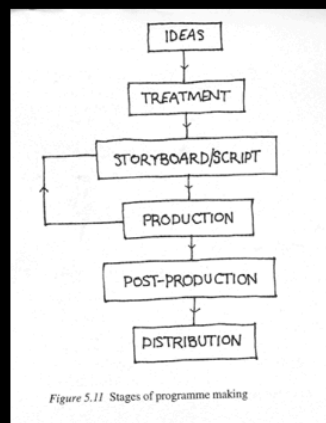 IDEAS
TREATMENT
STORYBOARD/SCRIPT
PRODUCTION
POST-PRODUCTION
DISTRIBUTION
Figure 5.11 Stages of programme making